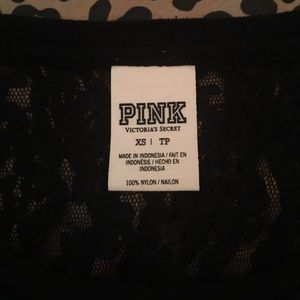 PINK
VICTORIA'S SECRET
XS | TP
MADE IN INDONESIA / FAIT EN
INDONÉSIE / HECHO EN
INDONESIA
100% NYLON / NAILON